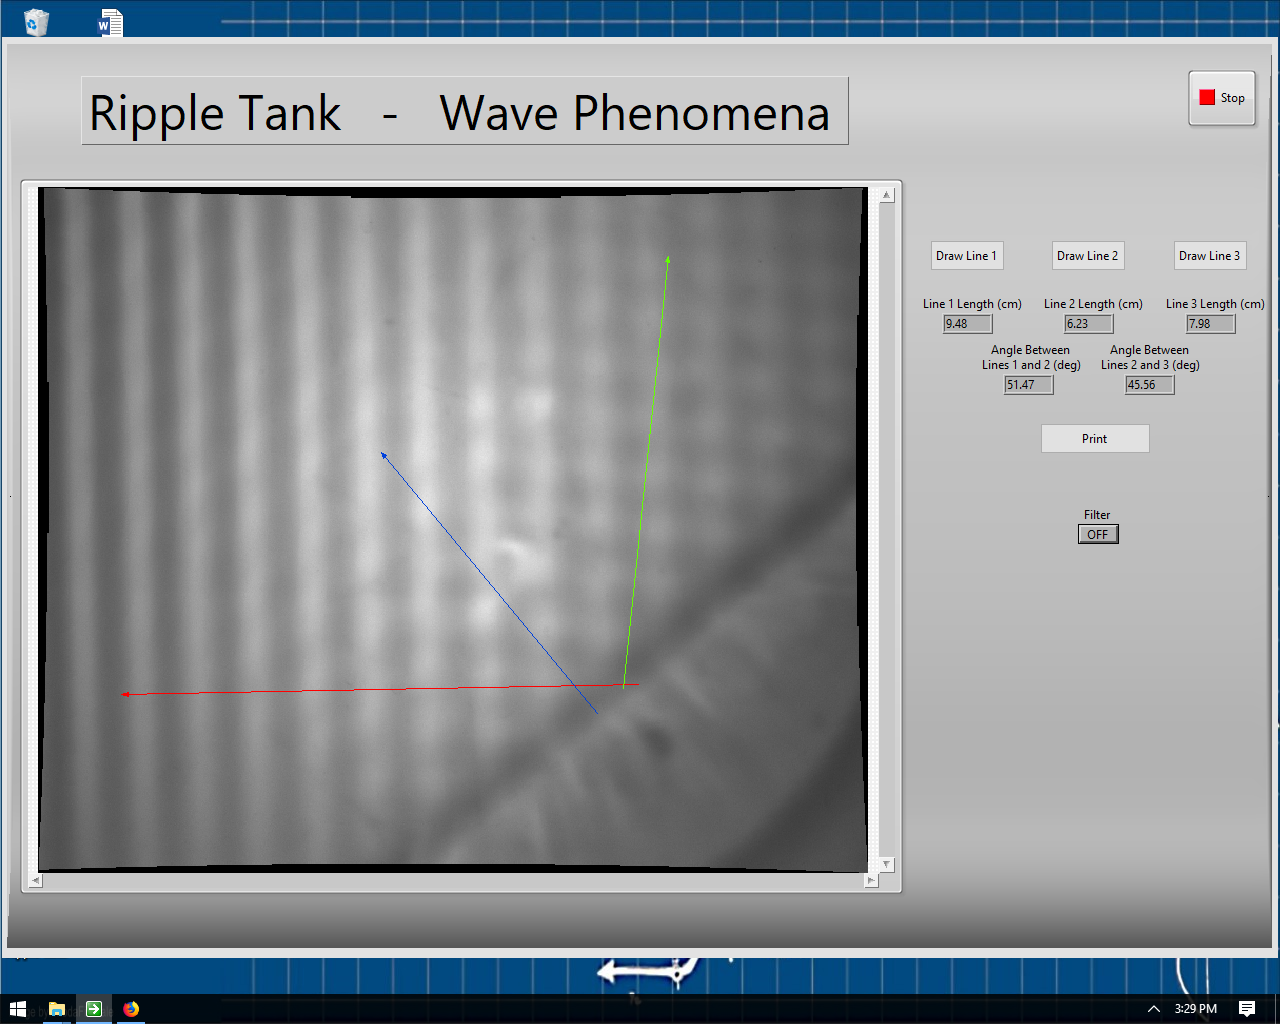 W
Ripple Tank - Wave Phenomena
Stop
Draw Line 1
Draw Line 2
Draw Line 3
Line 1 Length (cm)
Line 2 Length (cm)
Line 3 Length (cm)
9.48
6.23
7.98
Angle Between
Lines 1 and 2 (deg)
Angle Between
Lines 2 and 3 (deg)
51.47
45.56
Print
Filter
OFF
3:29 PM